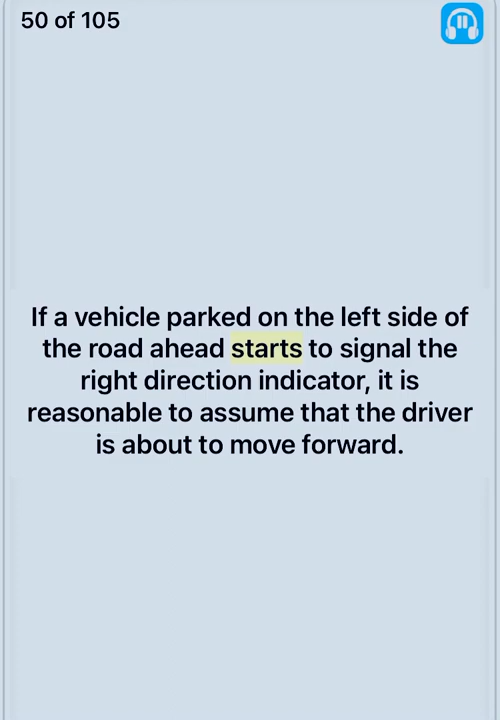 50 of 105
If a vehicle parked on the left side of
the road ahead starts to signal the
right direction indicator, it is
reasonable to assume that the driver
is about to move forward.